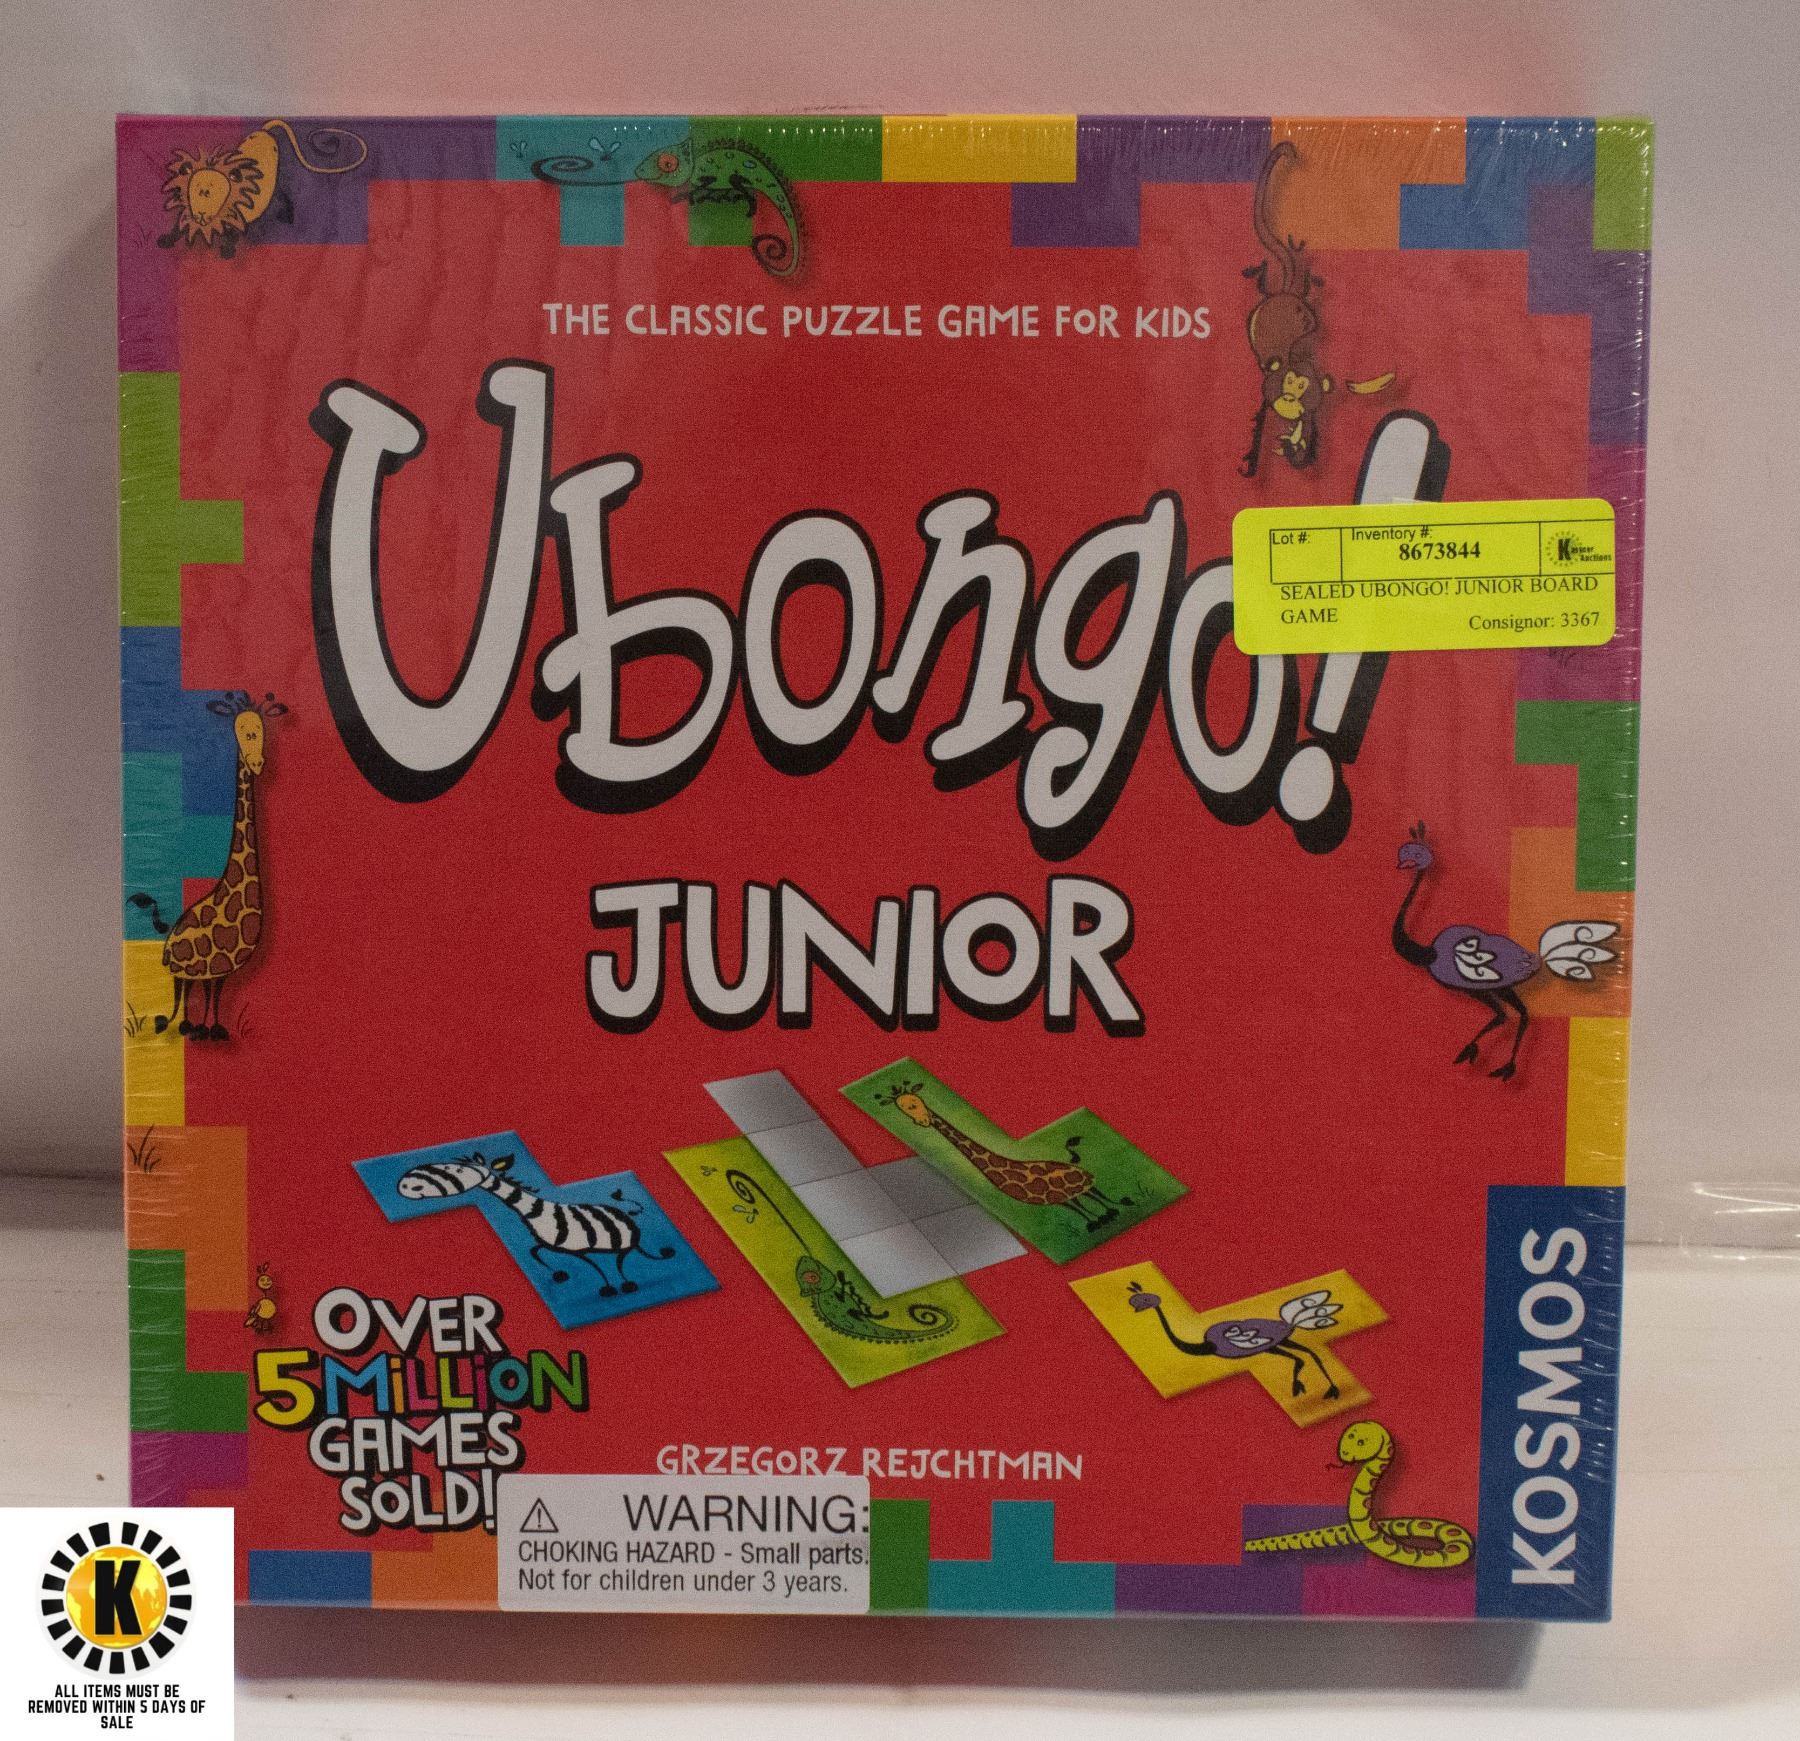 THE CLASSIC PUZZLE GAME FOR KIDS
Ubongo!
Lot #:
Inventory #:
8673844
Kastner
Auctions
SEALED UBONGO! JUNIOR BOARD
GAME
Consignor: 3367
JUNIOR
OVER
5 MiLLiON
GAMES
SOLD!
GRZEGORZ REJCHTMAN
KOSMOS
⚠ WARNING:
CHOKING HAZARD - Small parts.
Not for children under 3 years.
K
ALL ITEMS MUST BE
REMOVED WITHIN 5 DAYS OF
SALE